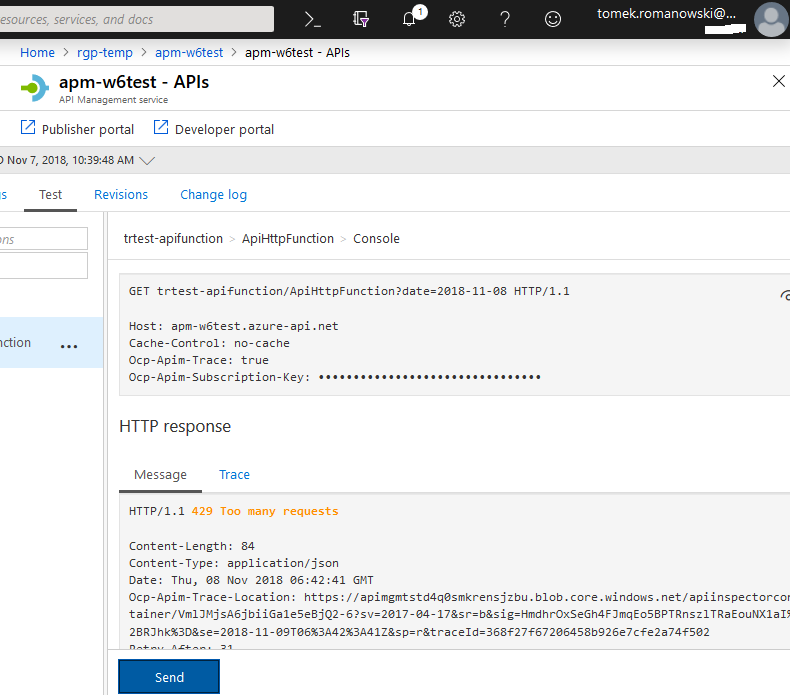 resources, services, and docs
1
tomek.romanowski@...
Home > rgp-temp > apm-w6test > apm-w6test - APIs
apm-w6test - APIs
API Management service
Publisher portal
Developer portal
D Nov 7, 2018, 10:39:48 AM
gs Test Revisions Change log
ons
trtest-apifunction > ApiHttpFunction > Console
GET trtest-apifunction/ApiHttpFunction?date=2018-11-08 HTTP/1.1
Host: apm-w6test.azure-api.net
Cache-Control: no-cache
Ocp-Apim-Trace: true
nction ...
Ocp-Apim-Subscription-Key: ••••••••••••••••••••••••••••••••
HTTP response
Message Trace
HTTP/1.1 429 Too many requests
Content-Length: 84
Content-Type: application/json
Date: Thu, 08 Nov 2018 06:42:41 GMT
Ocp-Apim-Trace-Location: https://apimgmtstd4q0smkrensjzbu.blob.core.windows.net/apiinspectorcon
tainer/VmlJMjsA6jbiiGa1e5eBjQ2-6?sv=2017-04-17&sr=b&sig=HmdhrOxSeGh4FJmqEo5BPTRnszlTRaEouNX1aI%
2BRJhk%3D&se=2018-11-09T06%3A42%3A41Z&sp=r&traceId=368f27f67206458b926e7cfe2a74f502
Retry-After: 31
Send